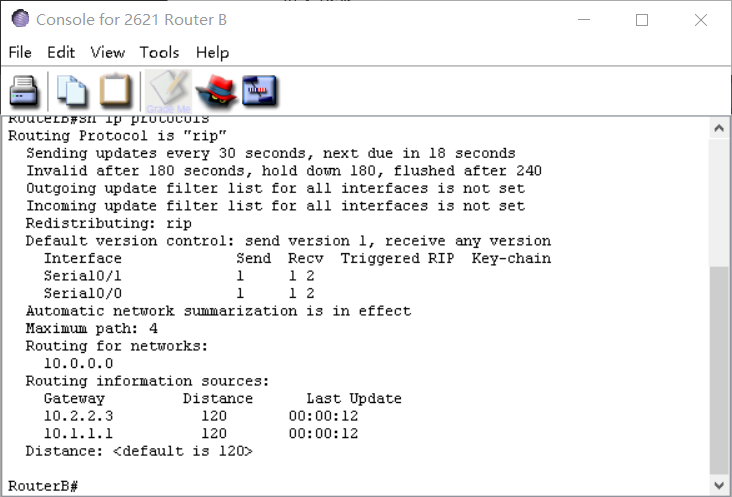 Console for 2621 Router B
File Edit View Tools Help
Grade Me
RouterB#sh ip protocols
Routing Protocol is "rip"
Sending updates every 30 seconds, next due in 18 seconds
Invalid after 180 seconds, hold down 180, flushed after 240
Outgoing update filter list for all interfaces is not set
Incoming update filter list for all interfaces is not set
Redistributing: rip
Default version control: send version 1, receive any version
Interface Send Recv Triggered RIP Key-chain
Serial0/1 1 1 2
Serial0/0 1 1 2
Automatic network summarization is in effect
Maximum path: 4
Routing for networks:
10.0.0.0
Routing information sources:
Gateway Distance Last Update
10.2.2.3 120 00:00:12
10.1.1.1 120 00:00:12
Distance: <default is 120>
RouterB#